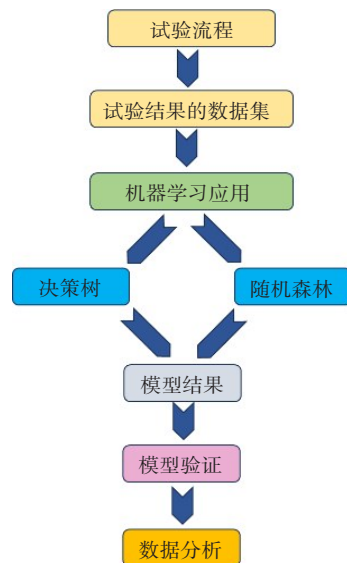 试验流程
试验结果的数据集
机器学习应用
决策树
随机森林
模型结果
模型验证
数据分析